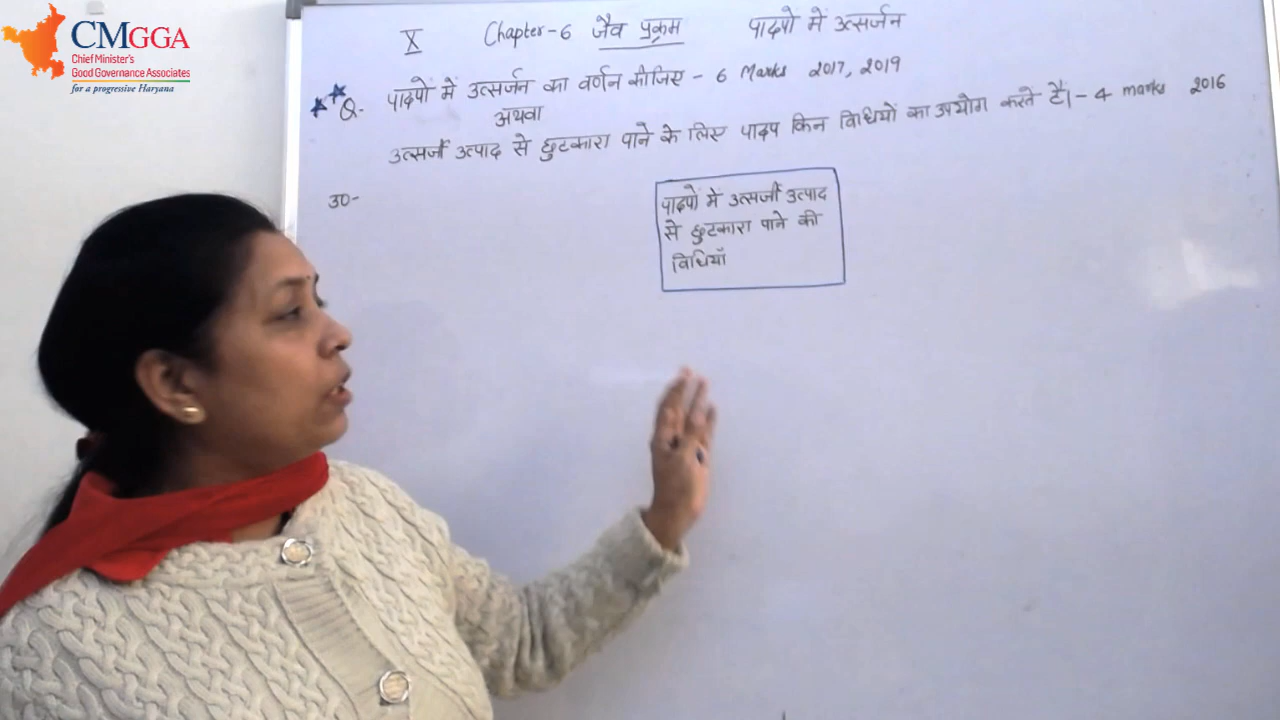 CMGGA
Chief Minister's
Good Governance Associates
for a progressive Haryana
X Chapter-6 जैव प्रक्रम पादपों में उत्सर्जन
Q- पादपों में उत्सर्जन का वर्णन कीजिए - 6 Marks 2017, 2019
अथवा
उत्सर्जी उत्पाद से छुटकारा पाने के लिए पादप किन विधियों का उपयोग करते हैं। - 4 marks 2016
उ०-
पादपों में उत्सर्जी उत्पाद
से छुटकारा पाने की
विधियाँ